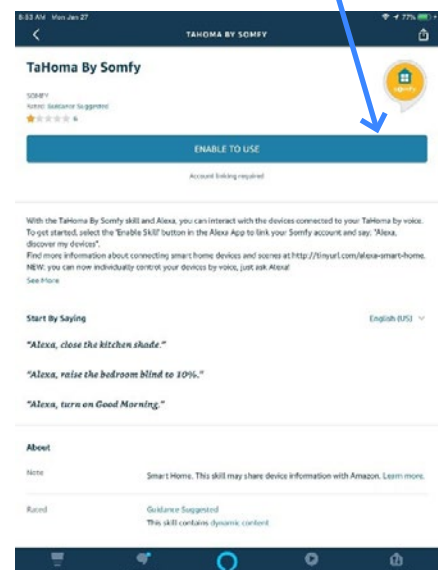 8:53 AM Mon Jan 27
77%
TAHOMA BY SOMFY
TaHoma By Somfy
SOMFY
Rated: Guidance Suggested
6
somfy
ENABLE TO USE
Account linking required
With the TaHoma By Somfy skill and Alexa, you can interact with the devices connected to your TaHoma by voice.
To get started, select the 'Enable Skill' button in the Alexa App to link your Somfy account and say: "Alexa,
discover my devices".
Find more information about connecting smart home devices and scenes at http://tinyurl.com/alexa-smart-home.
NEW: you can now individually control your devices by voice, just ask Alexa!
See More
Start By Saying
English (US)
"Alexa, close the kitchen shade."
"Alexa, raise the bedroom blind to 10%."
"Alexa, turn on Good Morning."
About
Note
Smart Home. This skill may share device information with Amazon. Learn more.
Rated
Guidance Suggested
This skill contains dynamic content